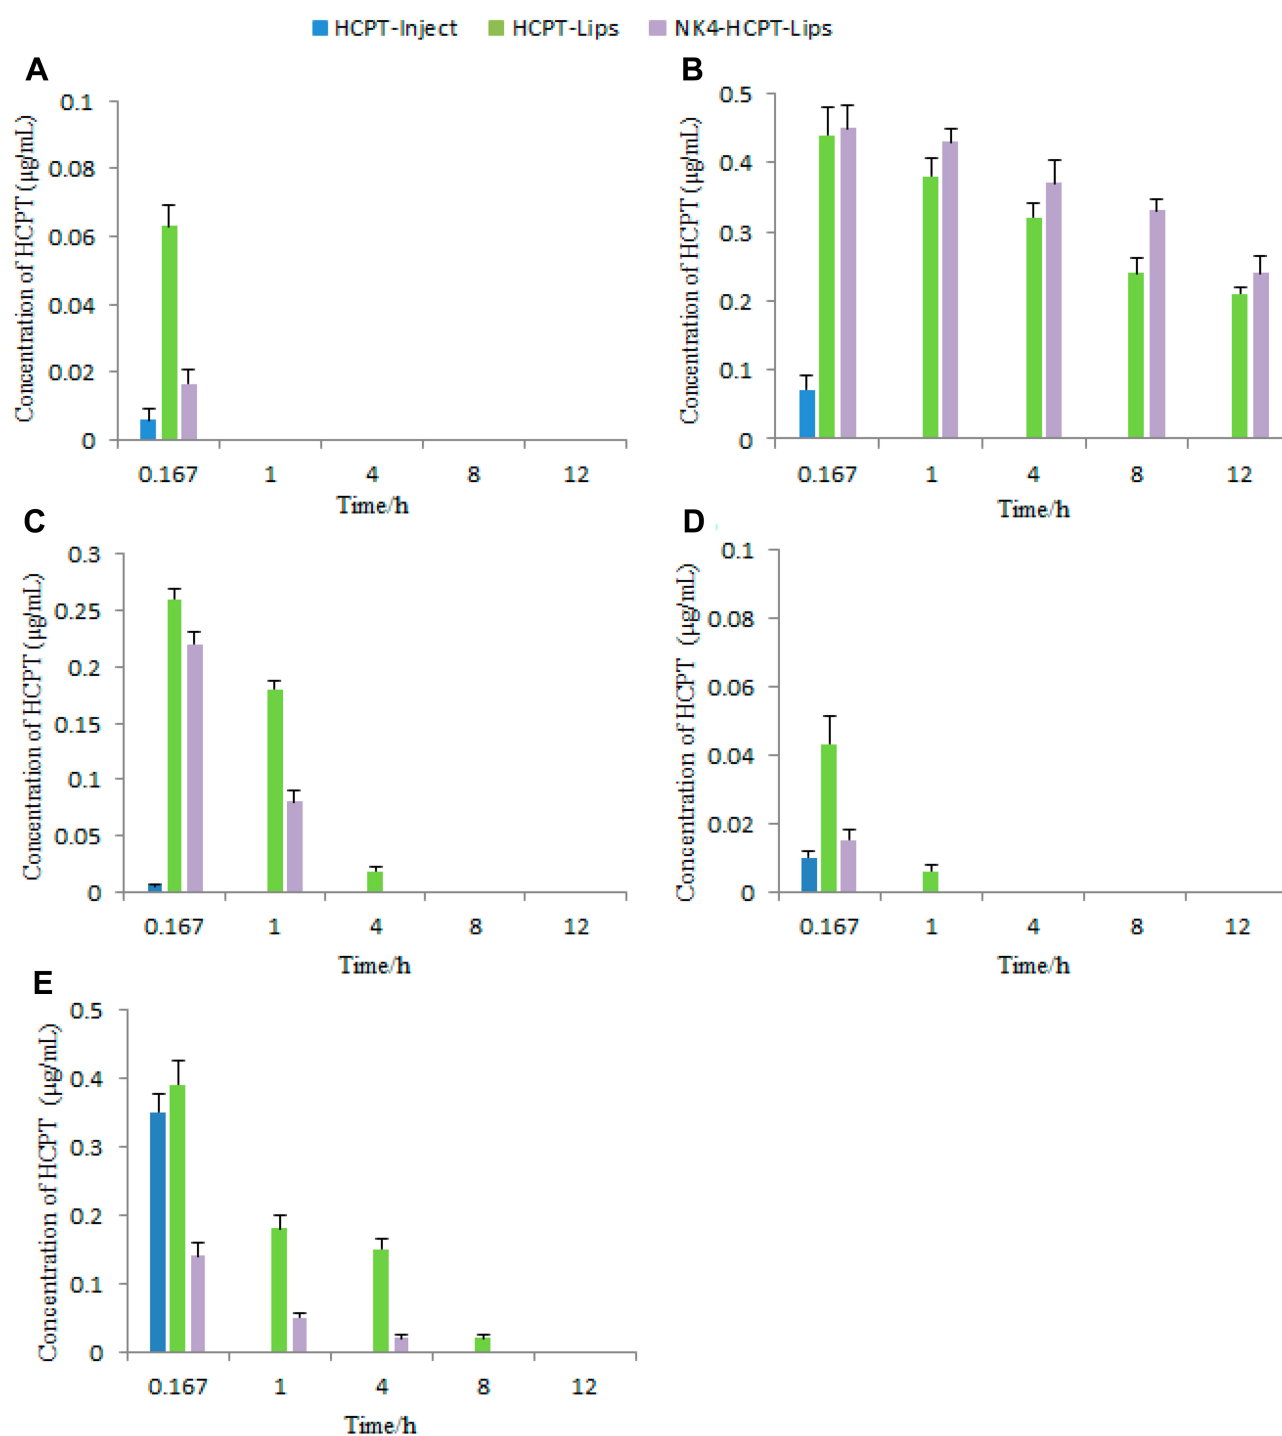 HCPT-Inject HCPT-Lips NK4-HCPT-Lips
A
Concentration of HCPT (μg/mL)
0.1
0.08
0.06
0.04
0.02
0
0.167 1 4 8 12
Time/h
B
Concentration of HCPT (μg/mL)
0.5
0.4
0.3
0.2
0.1
0
0.167 1 4 8 12
Time/h
C
Concentration of HCPT (μg/mL)
0.3
0.25
0.2
0.15
0.1
0.05
0
0.167 1 4 8 12
Time/h
D
Concentration of HCPT (μg/mL)
0.1
0.08
0.06
0.04
0.02
0
0.167 1 4 8 12
Time/h
E
Concentration of HCPT (μg/mL)
0.5
0.4
0.3
0.2
0.1
0
0.167 1 4 8 12
Time/h